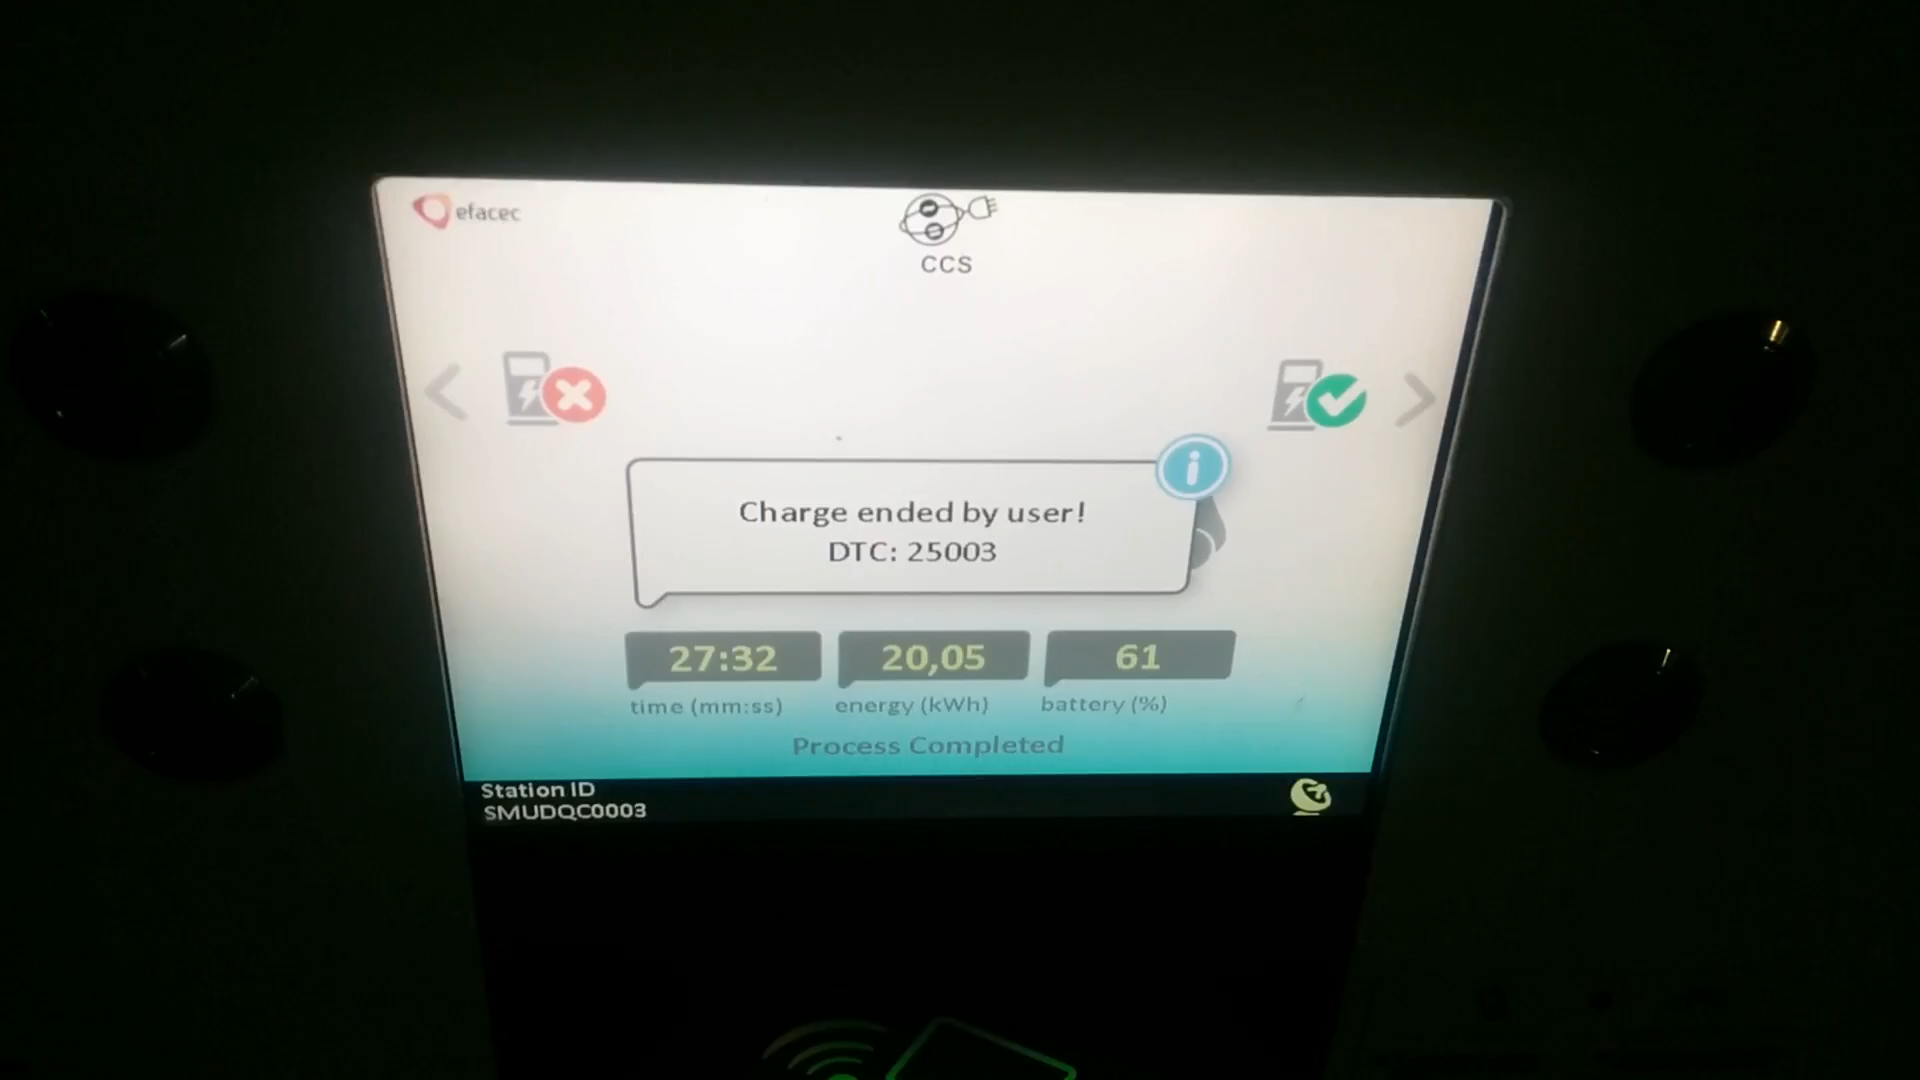 efacec
CCS
Charge ended by user!
DTC: 25003
27:32
20,05
61
time (mm:ss)
energy (kWh)
battery (%)
Process Completed
Station ID
SMUDQC0003